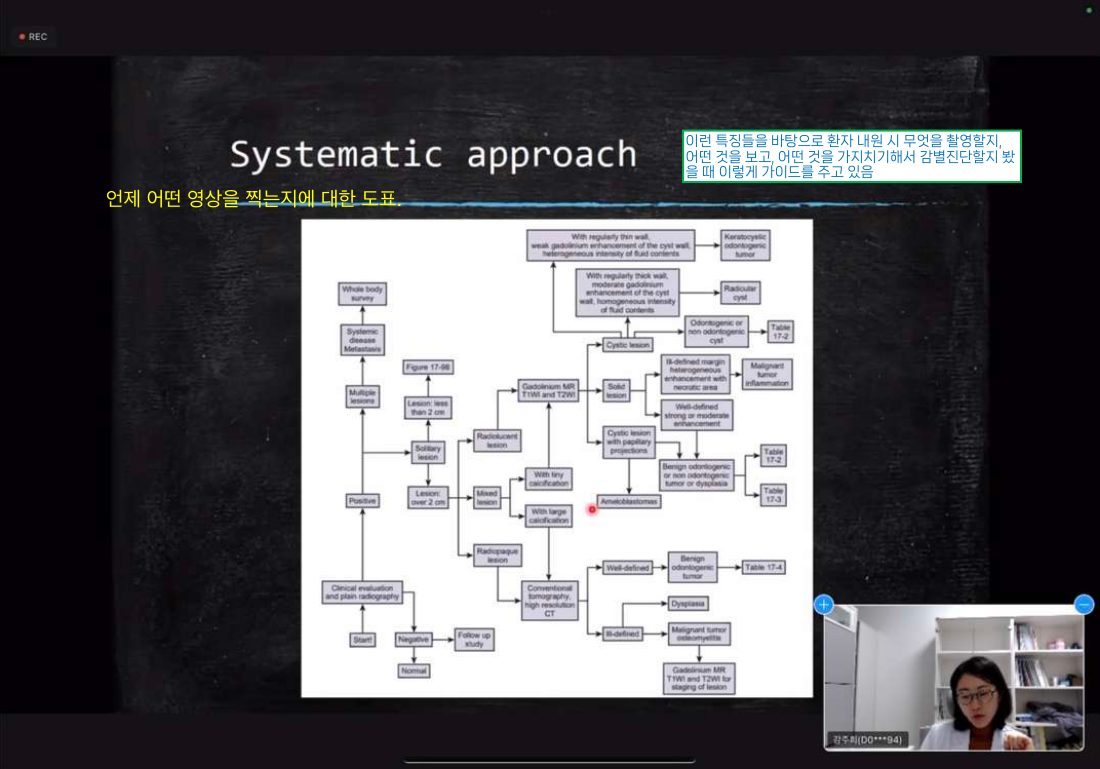 REC
Systematic approach
이런 특징들을 바탕으로 환자 내원 시 무엇을 촬영할지,
어떤 것을 보고, 어떤 것을 가지치기해서 감별진단할지 봤
을 때 이렇게 가이드를 주고 있음
언제 어떤 영상을 찍는지에 대한 도표.
With regularly thin wall,
weak gadolinium enhancement of the cyst wall,
heterogeneous intensity of fluid contents
Keratocystic
odontogenic
tumor
With regularly thick wall,
moderate gadolinium
enhancement of the cyst
wall, homogeneous intensity
of fluid contents
Radicular
cyst
Whole body
survey
Odontogenic or
non odontogenic
cyst
Table
17-2
Systemic
disease
Metastasis
Cystic lesion
Figure 17-98
Ill-defined margin
heterogeneous
enhancement with
necrotic area
Malignant
tumor
inflammation
Multiple
lesions
Lesion: less
than 2 cm
Gadolinium MR
T1WI and T2WI
Solid
lesion
Well-defined
strong or moderate
enhancement
Radiolucent
lesion
Solitary
lesion
Cystic lesion
with papillary
projections
Benign odontogenic
or non odontogenic
tumor or dysplasia
Table
17-2
Table
17-3
Positive
Lesion:
over 2 cm
Mixed
lesion
With tiny
calcification
With large
calcification
Ameloblastomas
Radiopaque
lesion
Well-defined
Benign
odontogenic
tumor
Table 17-4
Clinical evaluation
and plain radiography
Conventional
tomography,
high resolution
CT
Dysplasia
Start!
Negative
Follow up
study
Ill-defined
Malignant tumor
osteomyelitis
Normal
Gadolinium MR
T1WI and T2WI for
staging of lesion
강주희(D0***94)